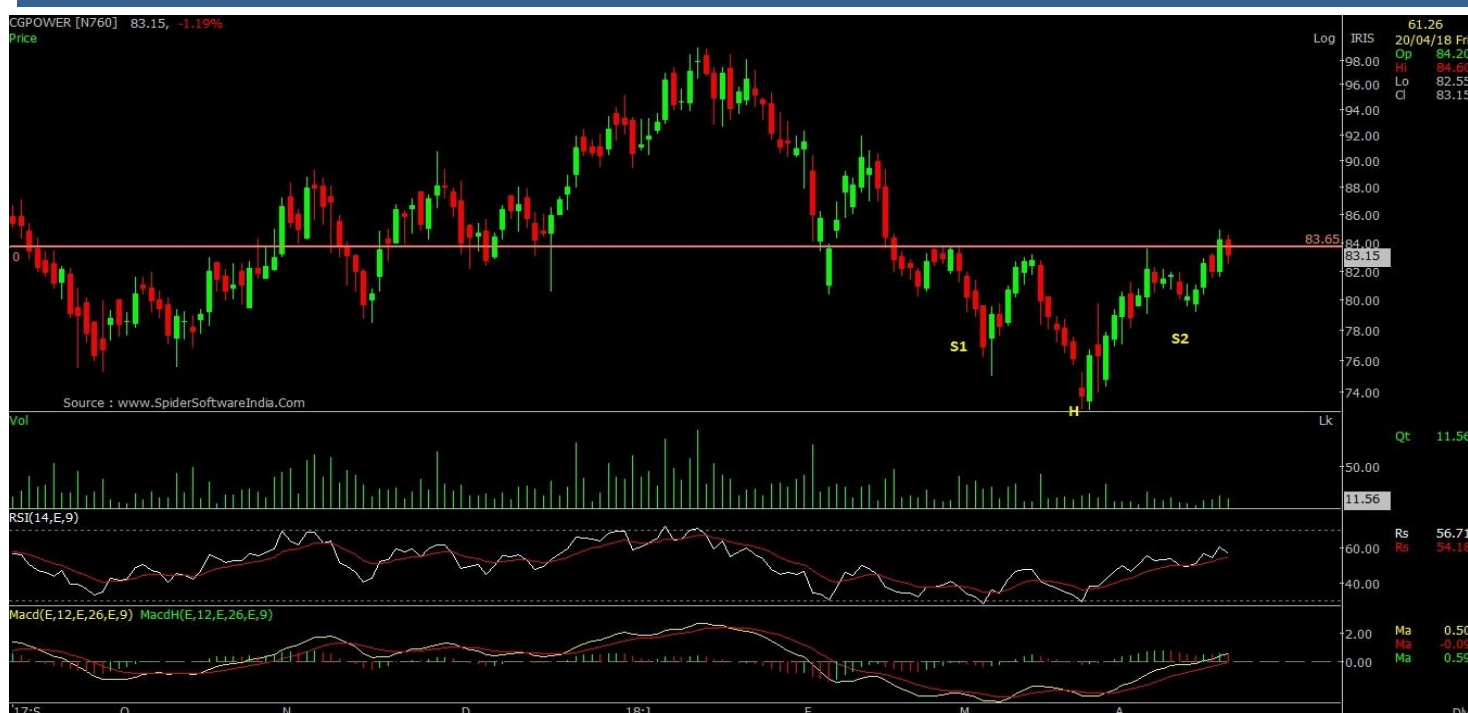 CGPOWER [N760] 83.15, -1.19%
Price
Log IRIS
61.26
20/04/18 Fri
Op 84.20
Hi 84.60
Lo 82.55
Cl 83.15
98.00
96.00
94.00
92.00
90.00
88.00
86.00
83.65
84.00
0
83.15
82.00
80.00
78.00
S1
S2
76.00
74.00
Source : www.SpiderSoftwareIndia.Com
H
Vol
Lk
Qt 11.56
50.00
11.56
RSI(14,E,9)
Rs 56.71
60.00
Rs 54.18
40.00
Macd(E,12,E,26,E,9) MacdH(E,12,E,26,E,9)
2.00
Ma 0.50
Ma -0.09
0.00
Ma 0.59
'17:S O N D '18:J F M A